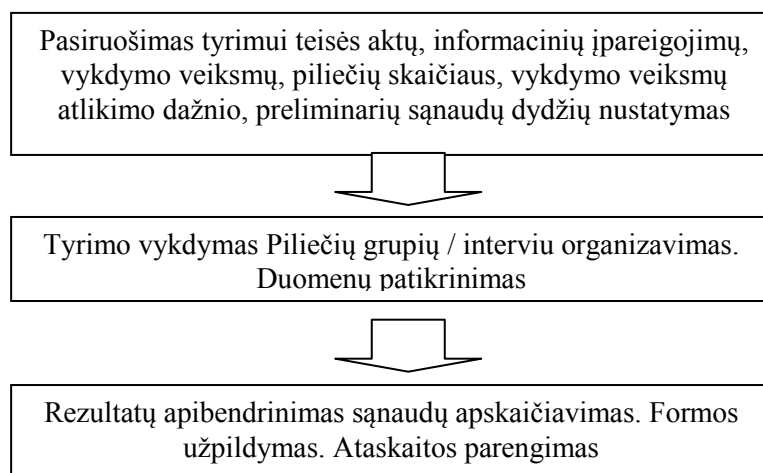 Pasiruošimas tyrimui teisės aktų, informacinių įpareigojimų,
vykdymo veiksmų, piliečių skaičiaus, vykdymo veiksmų
atlikimo dažnio, preliminarių sąnaudų dydžių nustatymas
Tyrimo vykdymas Piliečių grupių / interviu organizavimas.
Duomenų patikrinimas
Rezultatų apibendrinimas sąnaudų apskaičiavimas. Formos
užpildymas. Ataskaitos parengimas